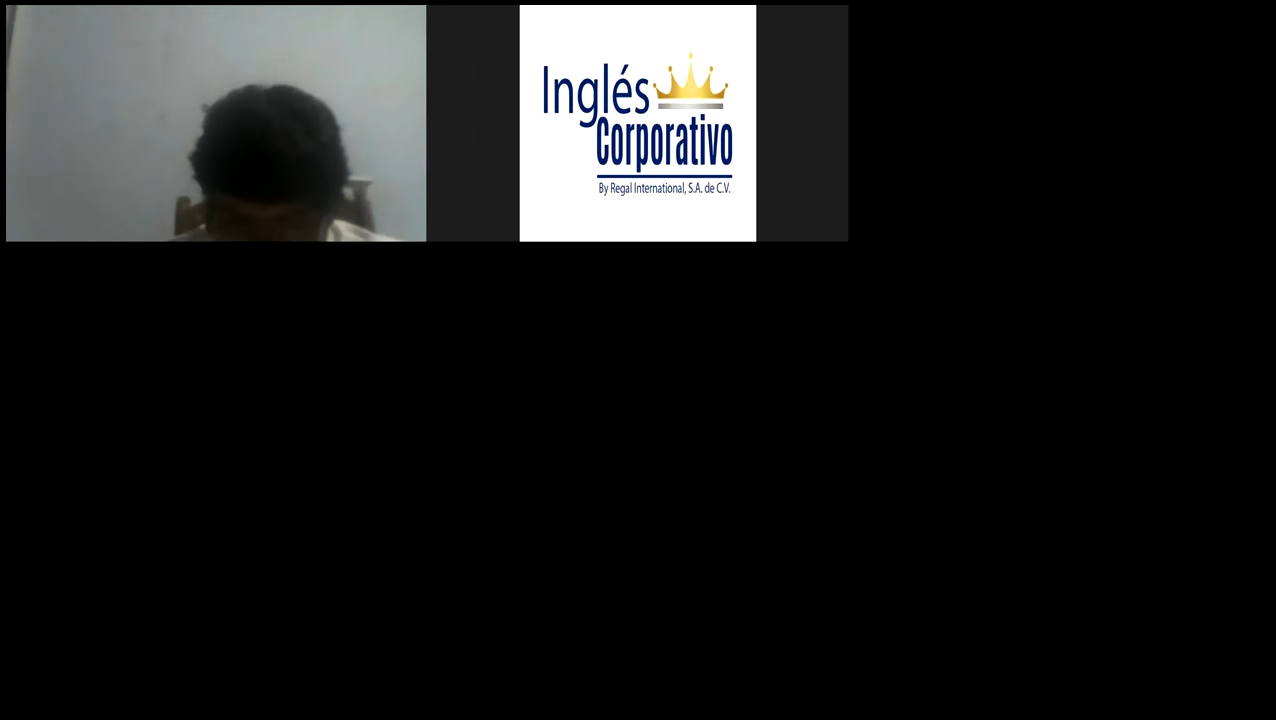 Inglés
Corporativo
By Regal International, S.A. de C.V.